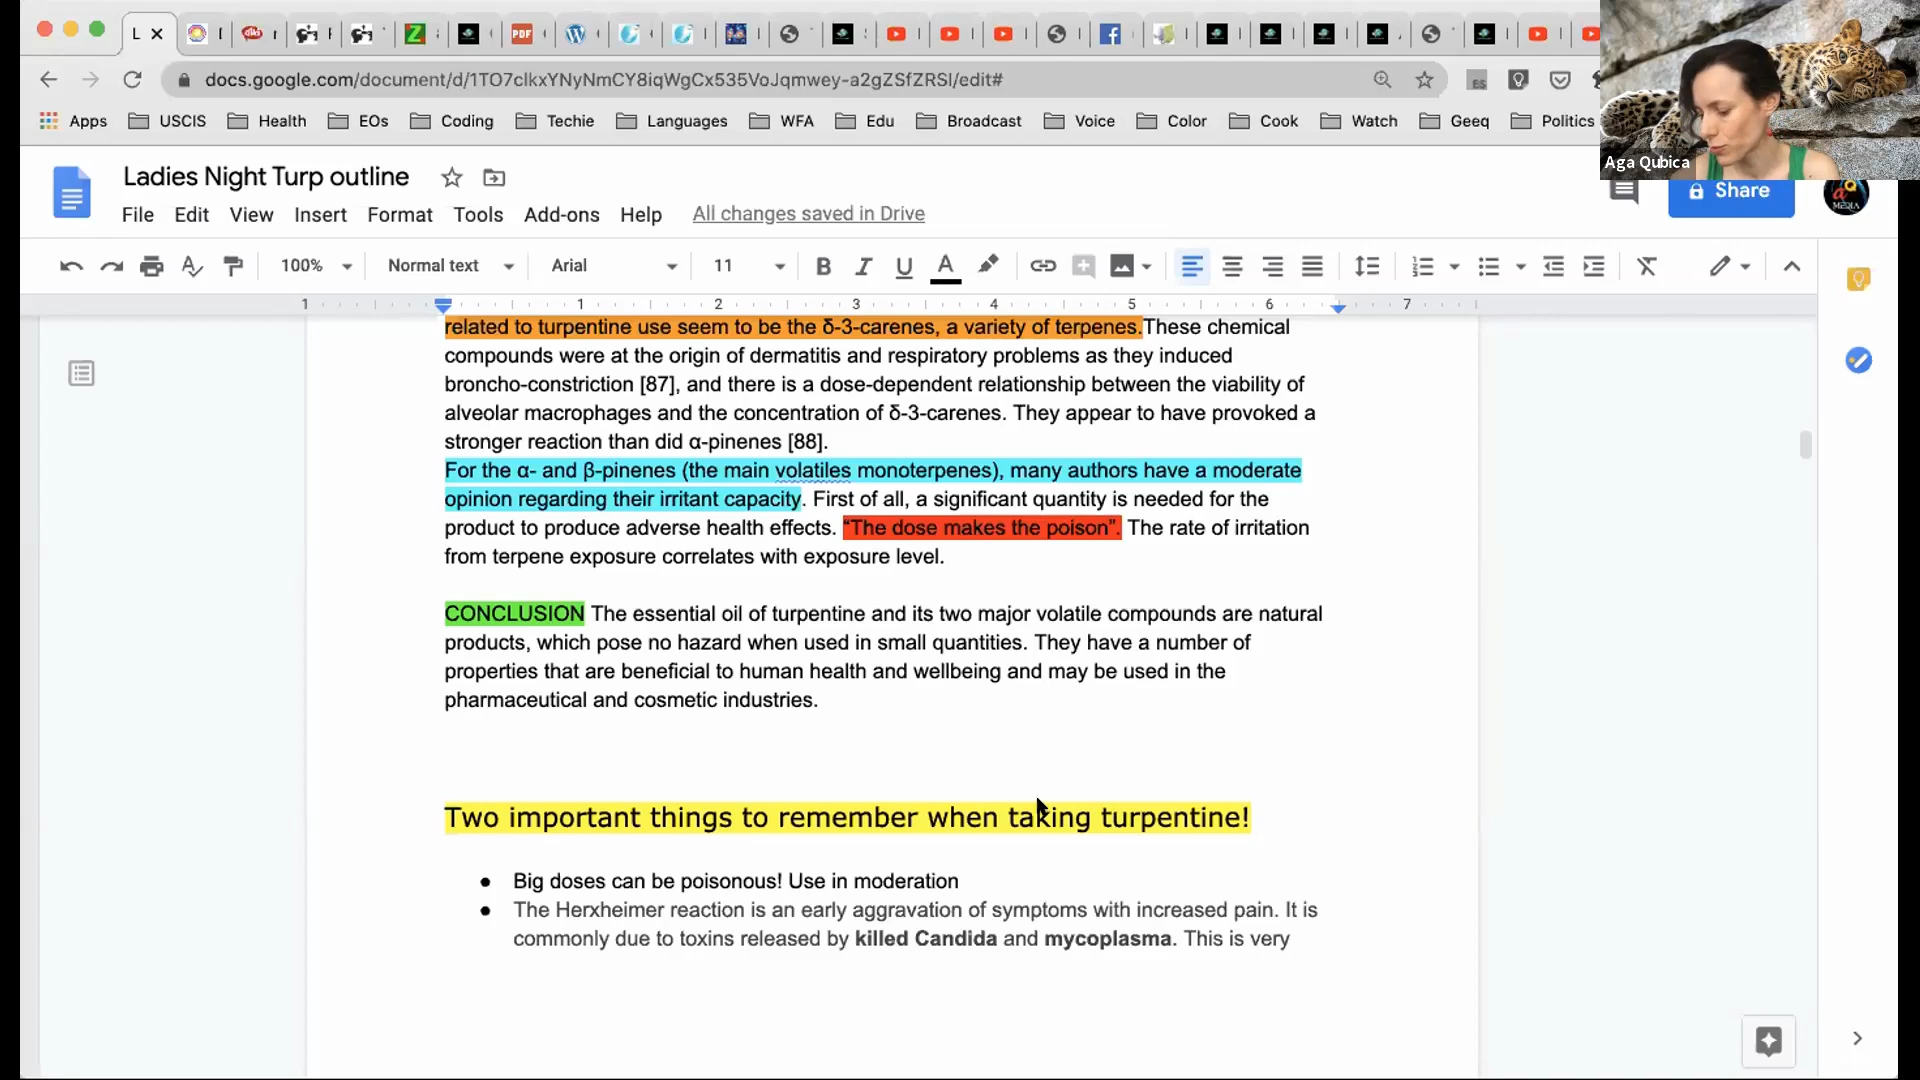 L
docs.google.com/document/d/1TO7clkxYNyNmCY8iqWgCx535VoJqmwey-a2gZSfZRSI/edit#
Apps USCIS Health EOs Coding Techie Languages WFA Edu Broadcast Voice Color Cook Watch Geeq Politics
Aga Qubica
Ladies Night Turp outline
File Edit View Insert Format Tools Add-ons Help All changes saved in Drive
Share
100% Normal text Arial 11
1 1 2 3 4 5 6 7
related to turpentine use seem to be the δ-3-carenes, a variety of terpenes.These chemical
compounds were at the origin of dermatitis and respiratory problems as they induced
broncho-constriction [87], and there is a dose-dependent relationship between the viability of
alveolar macrophages and the concentration of δ-3-carenes. They appear to have provoked a
stronger reaction than did α-pinenes [88].
For the α- and β-pinenes (the main volatiles monoterpenes), many authors have a moderate
opinion regarding their irritant capacity. First of all, a significant quantity is needed for the
product to produce adverse health effects. “The dose makes the poison”. The rate of irritation
from terpene exposure correlates with exposure level.
CONCLUSION The essential oil of turpentine and its two major volatile compounds are natural
products, which pose no hazard when used in small quantities. They have a number of
properties that are beneficial to human health and wellbeing and may be used in the
pharmaceutical and cosmetic industries.
Two important things to remember when taking turpentine!
● Big doses can be poisonous! Use in moderation
● The Herxheimer reaction is an early aggravation of symptoms with increased pain. It is
commonly due to toxins released by killed Candida and mycoplasma. This is very